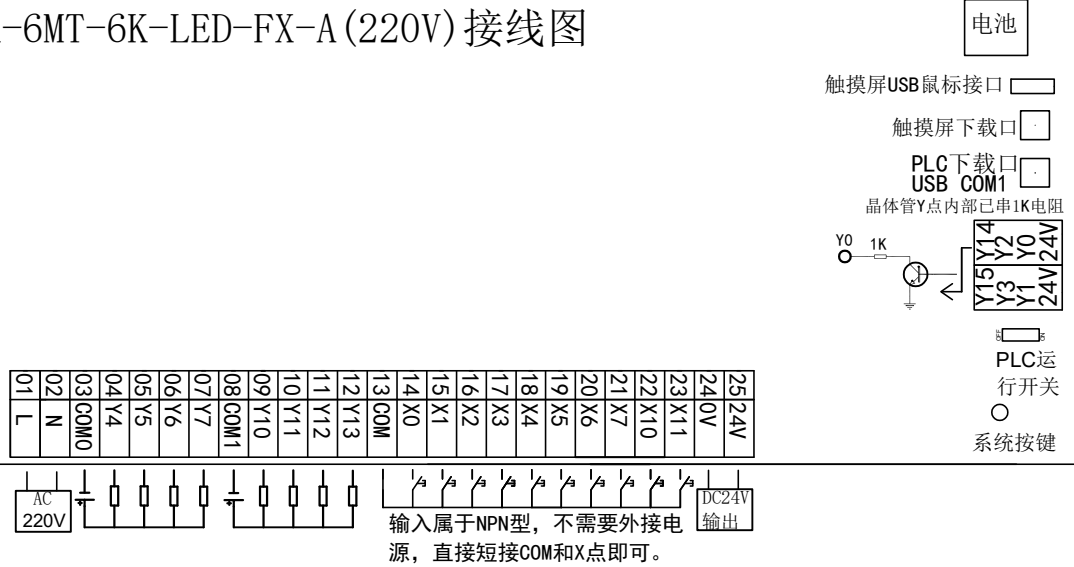 -6MT-6K-LED-FX-A(220V)接线图
电池
触摸屏USB鼠标接口
触摸屏下载口
PLC下载口
USB COM1
晶体管Y点内部已串1K电阻
Y0 1K
Y14 Y2 Y0 24V
Y15 Y3 Y1 24V
OFF ON
PLC运
行开关
系统按键
01 02 03 04 05 06 07 08 09 10 11 12 13 14 15 16 17 18 19 20 21 22 23 24 25
L N COM0 Y4 Y5 Y6 Y7 COM1 Y10 Y11 Y12 Y13 COM X0 X1 X2 X3 X4 X5 X6 X7 X10 X11 0V 24V
AC
220V
DC24V
输出
输入属于NPN型，不需要外接电
源，直接短接COM和X点即可。